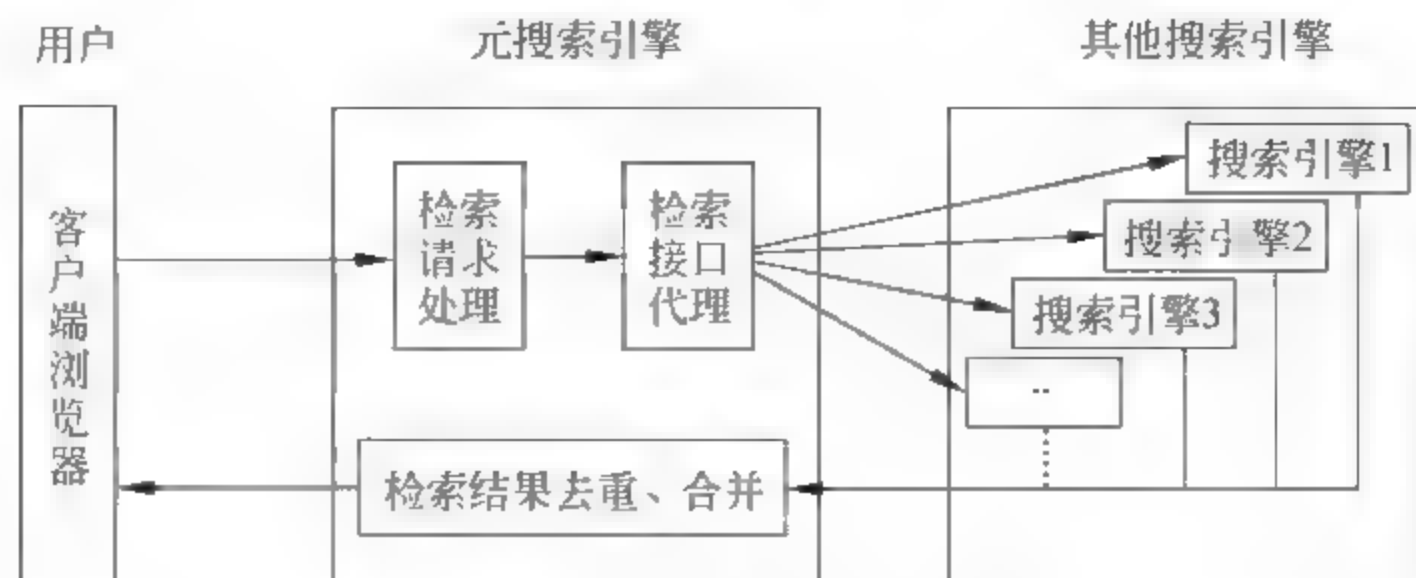 用户
元搜索引擎
其他搜索引擎
客户端浏览器
检索
请求
处理
检索
接口
代理
搜索引擎1
搜索引擎2
搜索引擎3
..
检索结果去重、合并